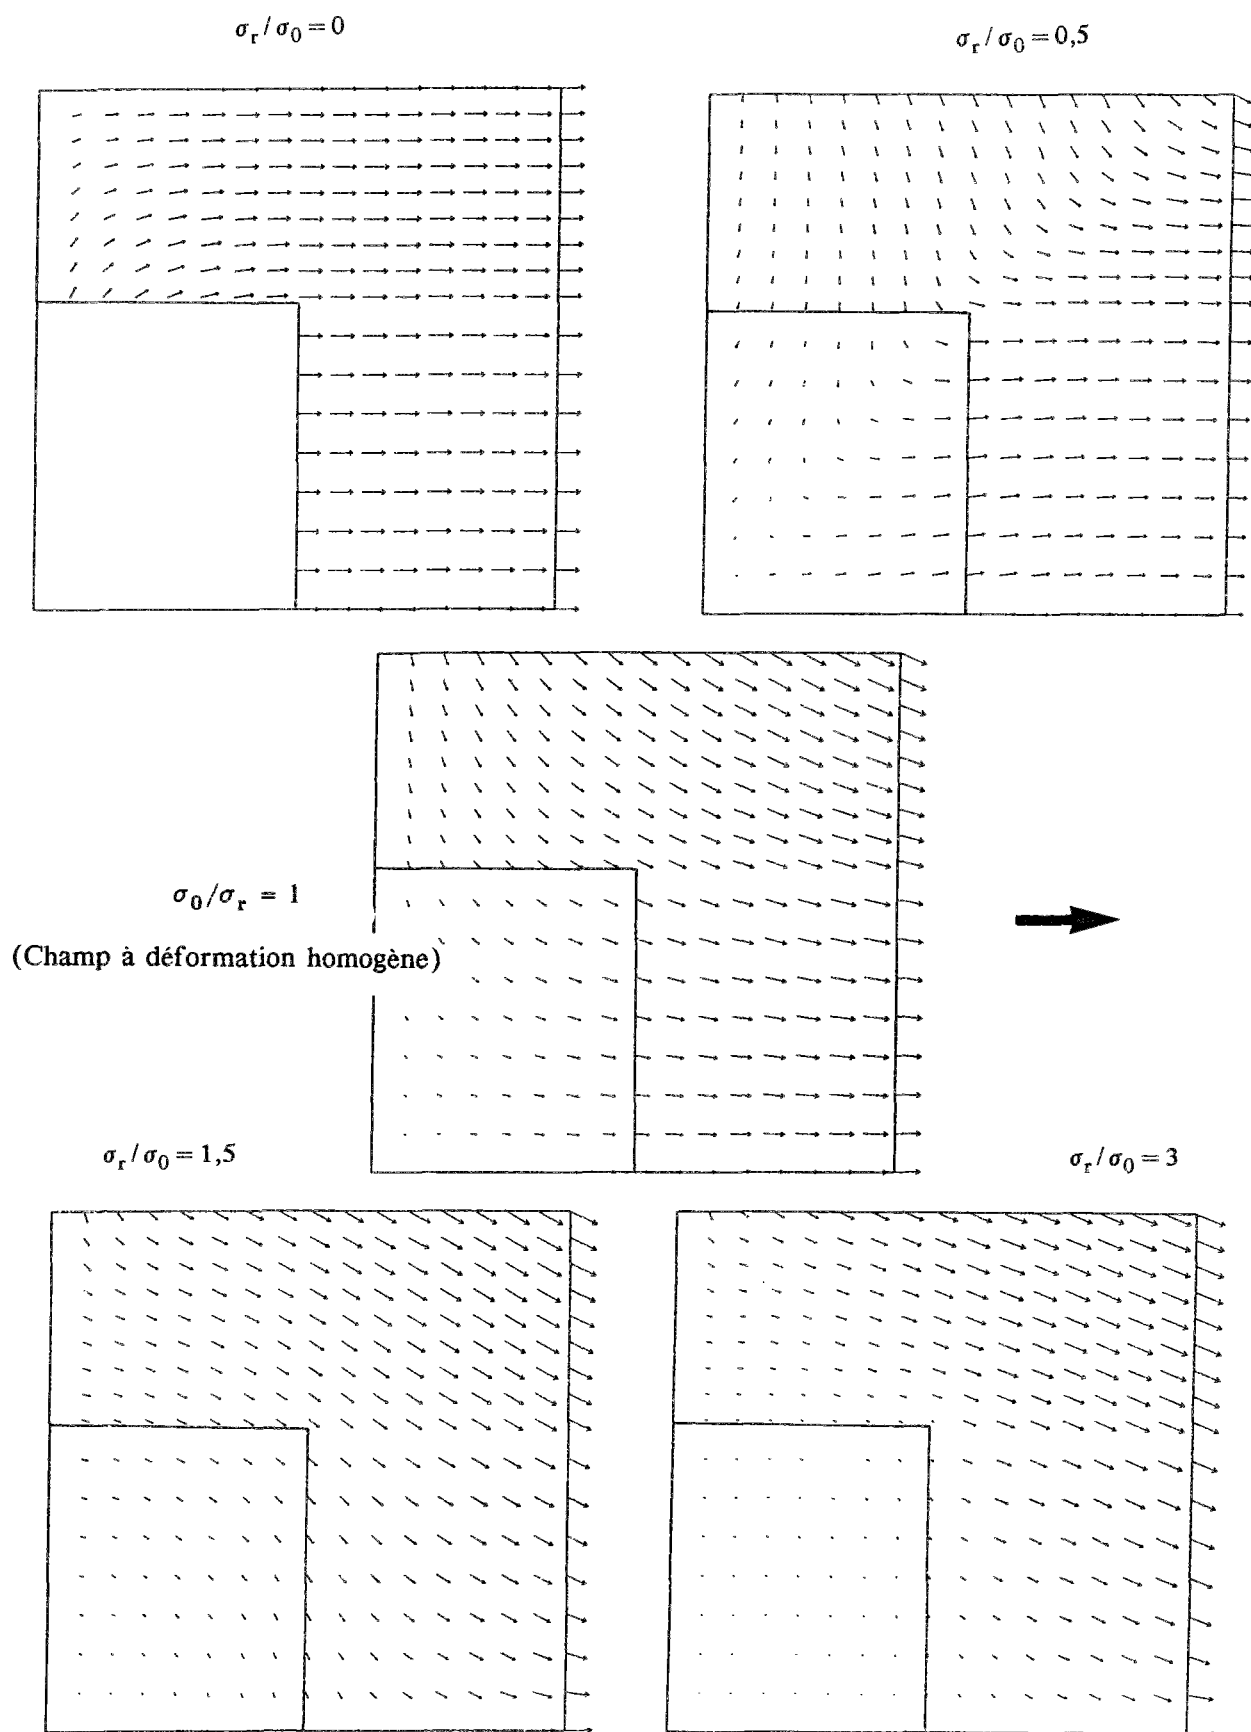 σr/σ0 = 0
σr/σ0 = 0,5
σ0/σr = 1
(Champ à déformation homogène)
σr/σ0 = 1,5
σr/σ0 = 3